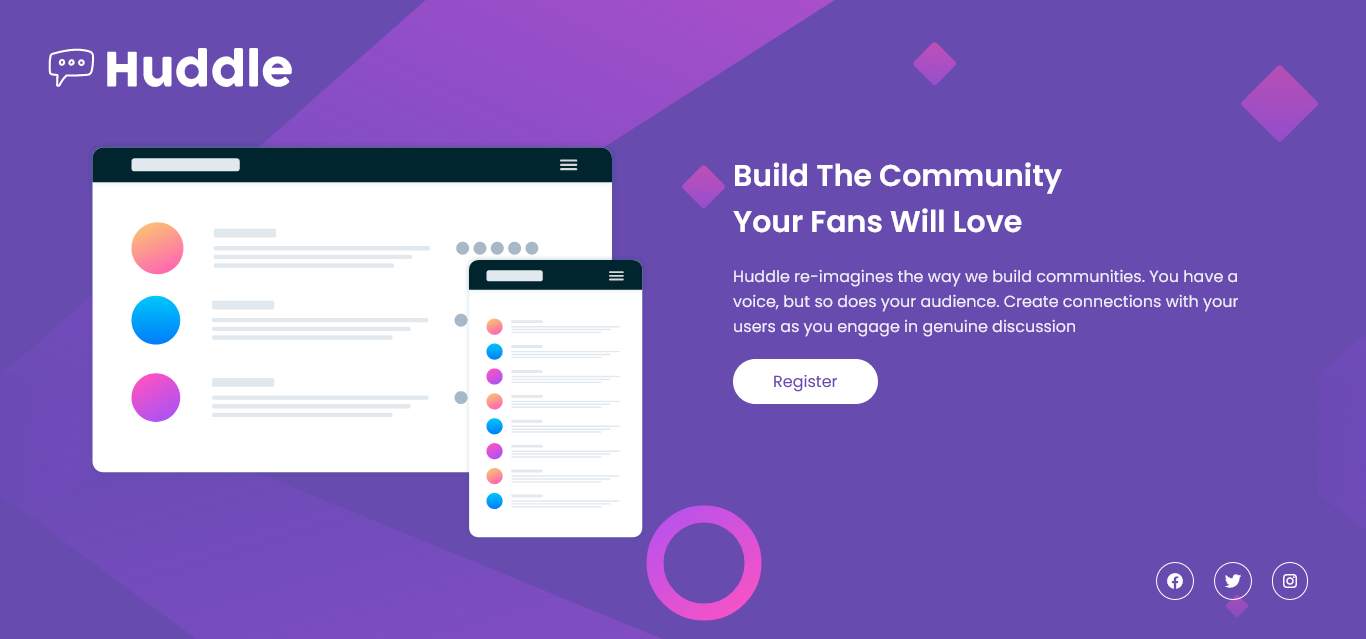 Huddle
Build The Community
Your Fans Will Love
Huddle re-imagines the way we build communities. You have a
voice, but so does your audience. Create connections with your
users as you engage in genuine discussion
Register